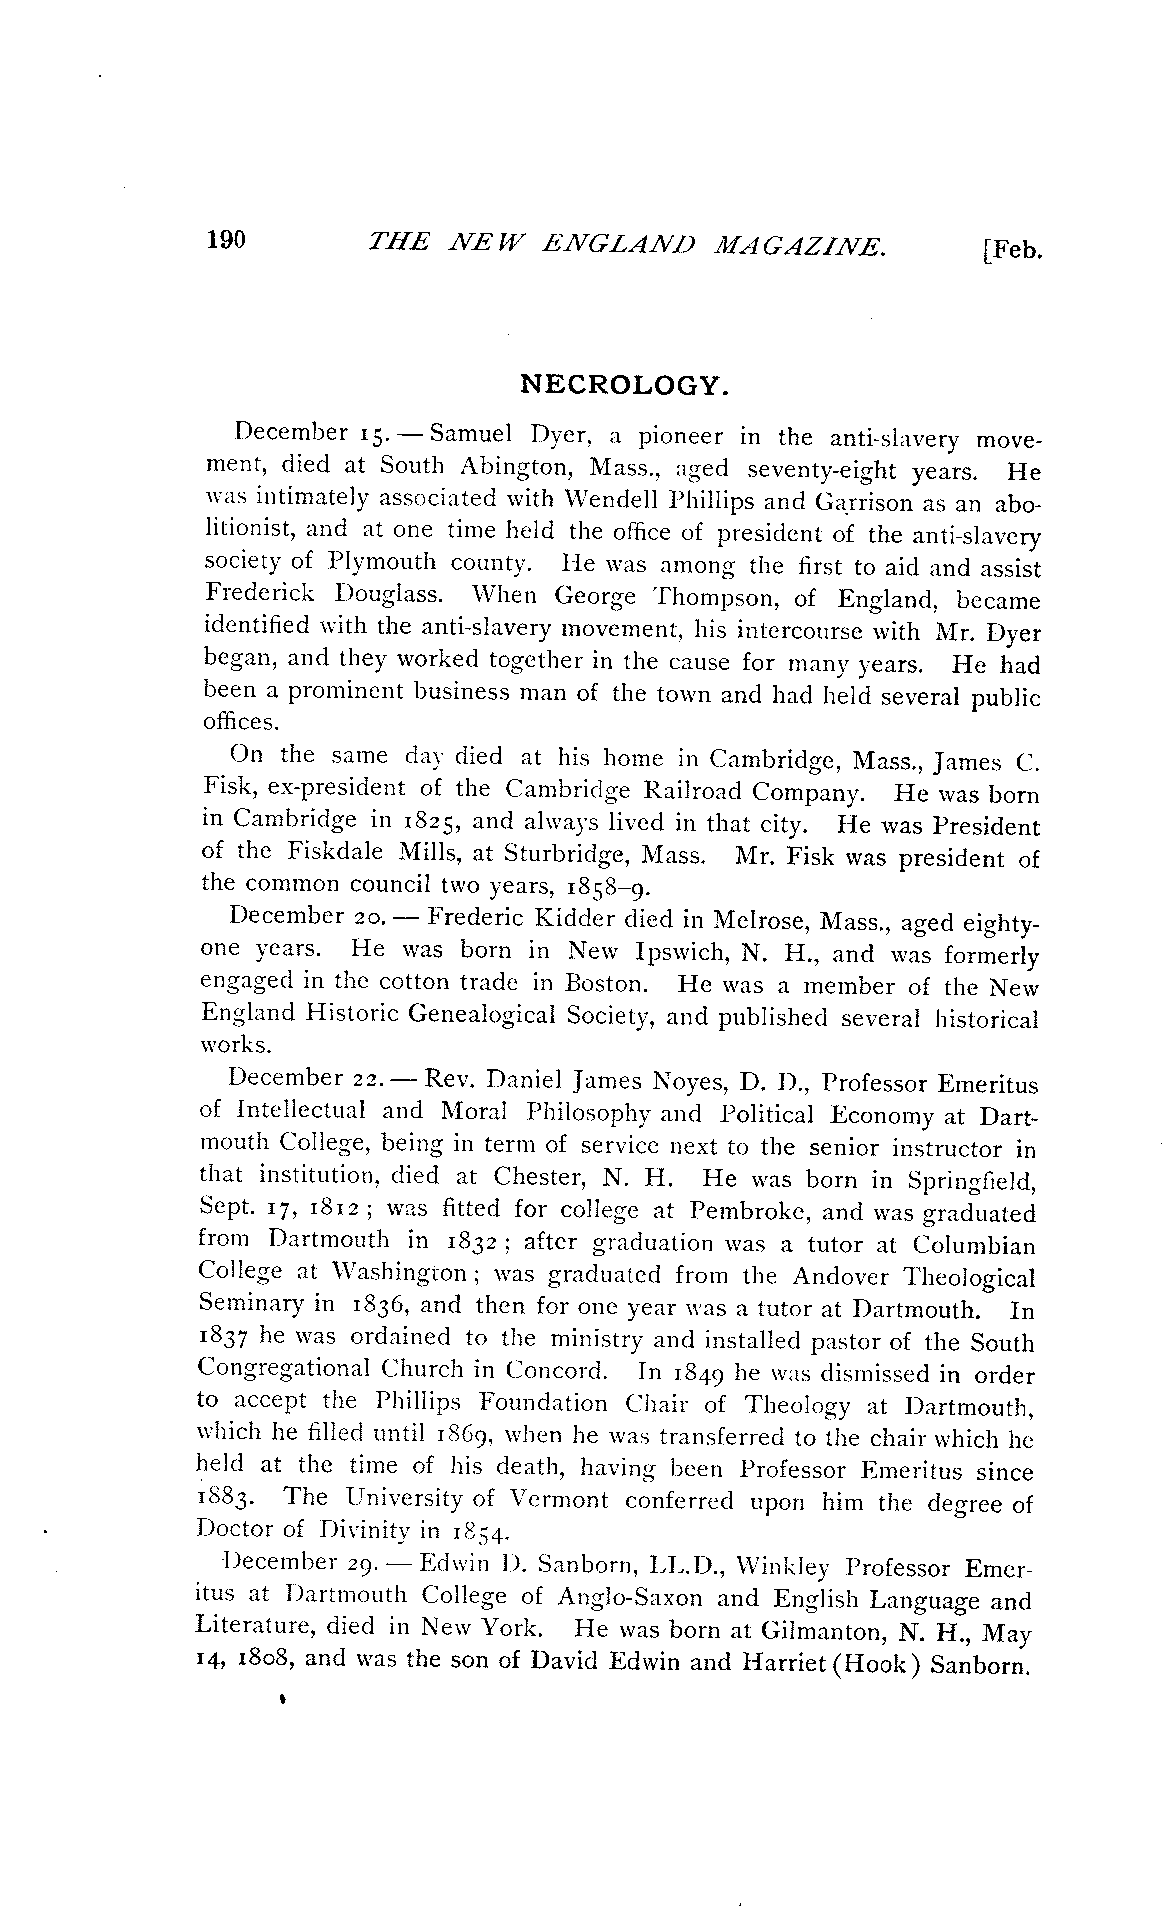 190 THE NEW ENGLAND MAGAZINE. [Feb.
NECROLOGY.
December 15. — Samuel Dyer, a pioneer in the anti-slavery move-
ment, died at South Abington, Mass., aged seventy-eight years. He
was intimately associated with Wendell Phillips and Garrison as an abo-
litionist, and at one time held the office of president of the anti-slavery
society of Plymouth county. He was among the first to aid and assist
Frederick Douglass. When George Thompson, of England, became
identified with the anti-slavery movement, his intercourse with Mr. Dyer
began, and they worked together in the cause for many years. He had
been a prominent business man of the town and had held several public
offices.
On the same day died at his home in Cambridge, Mass., James C.
Fisk, ex-president of the Cambridge Railroad Company. He was born
in Cambridge in 1825, and always lived in that city. He was President
of the Fiskdale Mills, at Sturbridge, Mass. Mr. Fisk was president of
the common council two years, 1858–9.
December 20. — Frederic Kidder died in Melrose, Mass., aged eighty-
one years. He was born in New Ipswich, N. H., and was formerly
engaged in the cotton trade in Boston. He was a member of the New
England Historic Genealogical Society, and published several historical
works.
December 22. — Rev. Daniel James Noyes, D. D., Professor Emeritus
of Intellectual and Moral Philosophy and Political Economy at Dart-
mouth College, being in term of service next to the senior instructor in
that institution, died at Chester, N. H. He was born in Springfield,
Sept. 17, 1812; was fitted for college at Pembroke, and was graduated
from Dartmouth in 1832; after graduation was a tutor at Columbian
College at Washington; was graduated from the Andover Theological
Seminary in 1836, and then for one year was a tutor at Dartmouth. In
1837 he was ordained to the ministry and installed pastor of the South
Congregational Church in Concord. In 1849 he was dismissed in order
to accept the Phillips Foundation Chair of Theology at Dartmouth,
which he filled until 1869, when he was transferred to the chair which he
held at the time of his death, having been Professor Emeritus since
1883. The University of Vermont conferred upon him the degree of
Doctor of Divinity in 1854.
December 29. — Edwin D. Sanborn, LL.D., Winkley Professor Emer-
itus at Dartmouth College of Anglo-Saxon and English Language and
Literature, died in New York. He was born at Gilmanton, N. H., May
14, 1808, and was the son of David Edwin and Harriet (Hook) Sanborn.